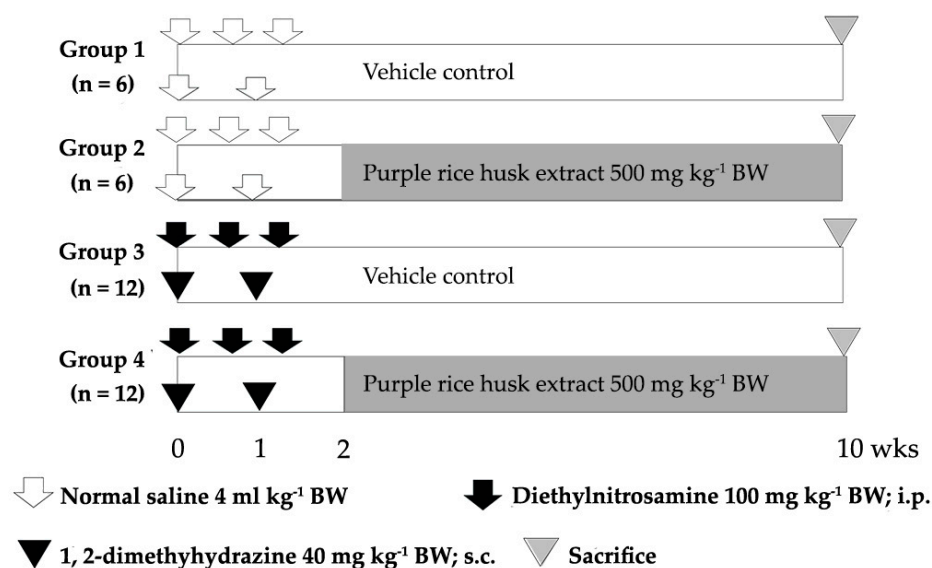 Group 1
(n = 6)
Vehicle control
Group 2
(n = 6)
Purple rice husk extract 500 mg kg⁻¹ BW
Group 3
(n = 12)
Vehicle control
Group 4
(n = 12)
Purple rice husk extract 500 mg kg⁻¹ BW
0 1 2 10 wks
Normal saline 4 ml kg⁻¹ BW
Diethylnitrosamine 100 mg kg⁻¹ BW; i.p.
1, 2-dimethyhydrazine 40 mg kg⁻¹ BW; s.c.
Sacrifice